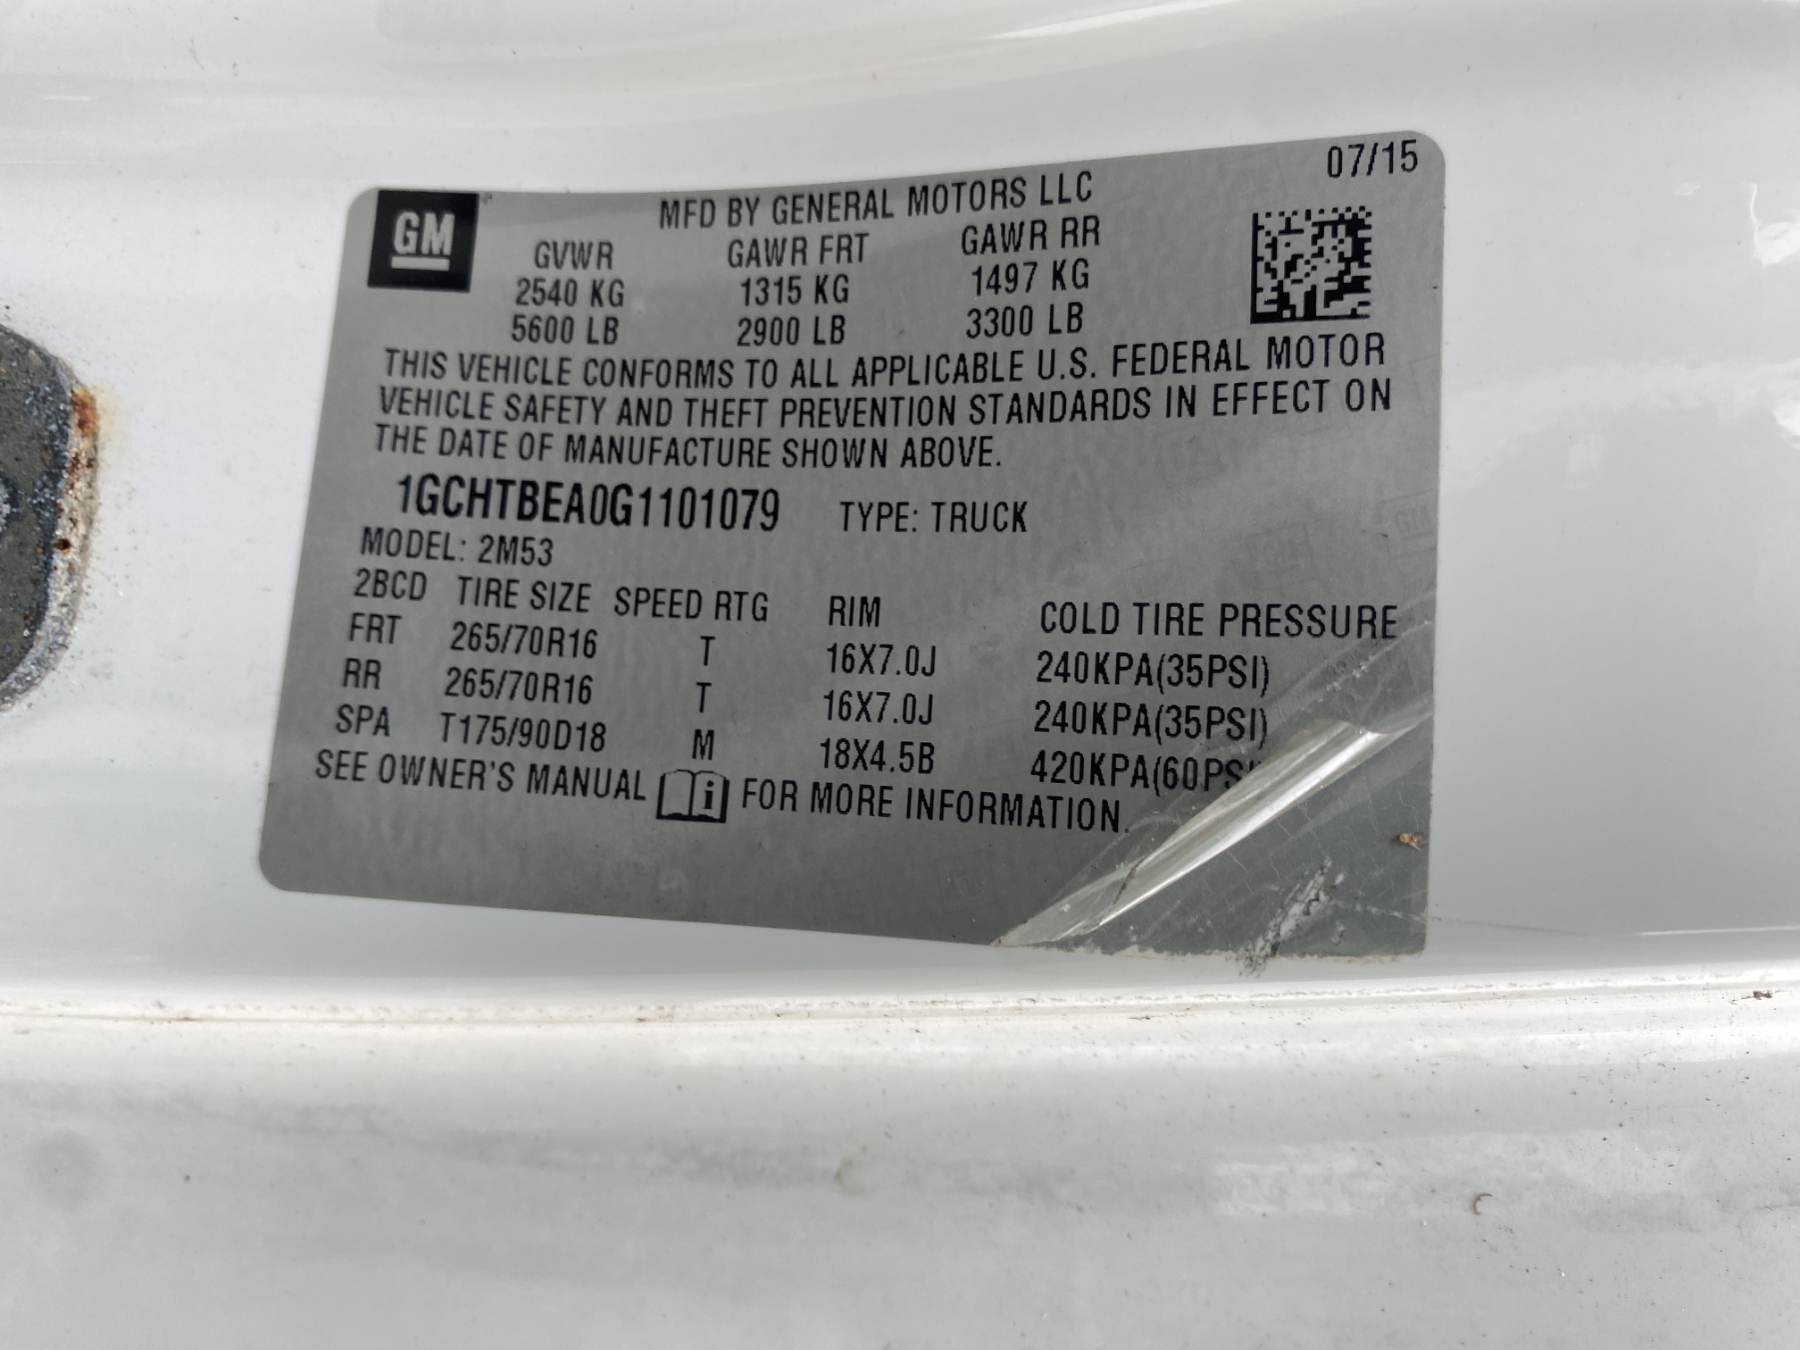 07/15
GM
MFD BY GENERAL MOTORS LLC
GVWR GAWR FRT GAWR RR
2540 KG 1315 KG 1497 KG
5600 LB 2900 LB 3300 LB
THIS VEHICLE CONFORMS TO ALL APPLICABLE U.S. FEDERAL MOTOR
VEHICLE SAFETY AND THEFT PREVENTION STANDARDS IN EFFECT ON
THE DATE OF MANUFACTURE SHOWN ABOVE.
1GCHTBEA0G1101079 TYPE: TRUCK
MODEL: 2M53
2BCD TIRE SIZE SPEED RTG RIM COLD TIRE PRESSURE
FRT 265/70R16 T 16X7.0J 240KPA(35PSI)
RR 265/70R16 T 16X7.0J 240KPA(35PSI)
SPA T175/90D18 M 18X4.5B 420KPA(60PSI
SEE OWNER'S MANUAL i FOR MORE INFORMATION.